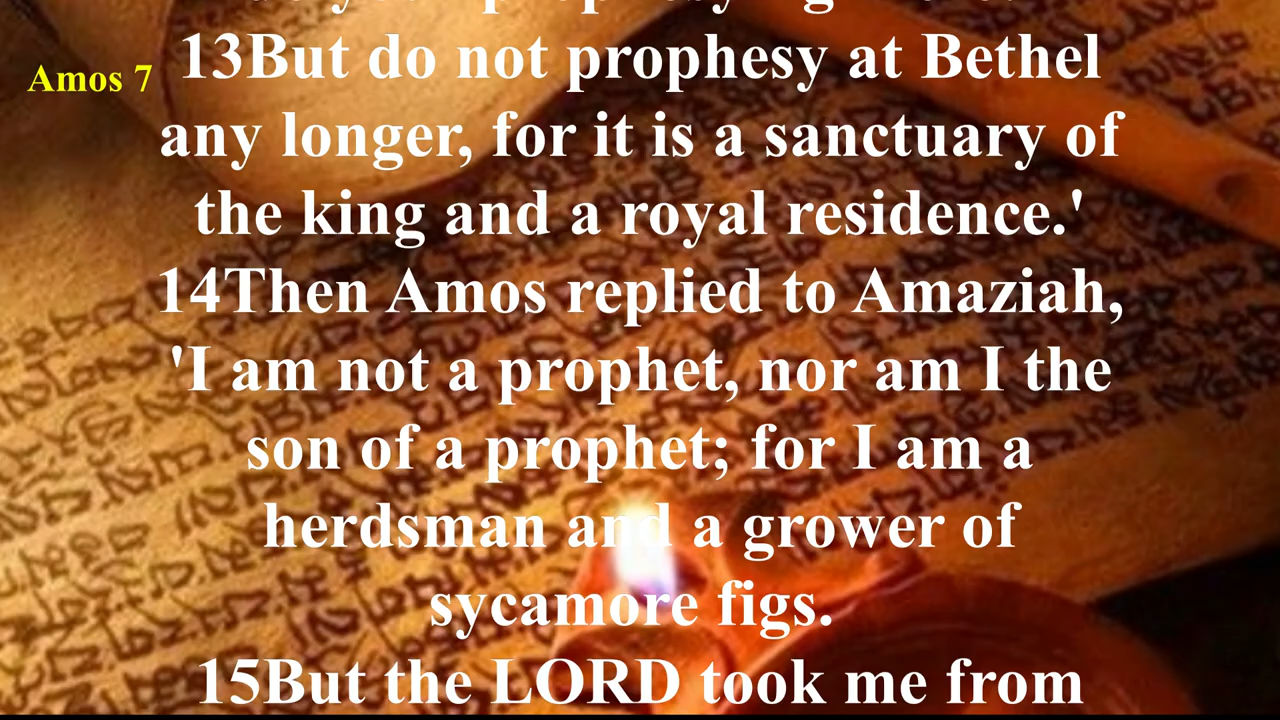 Amos 7
13But do not prophesy at Bethel
any longer, for it is a sanctuary of
the king and a royal residence.'
14Then Amos replied to Amaziah,
'I am not a prophet, nor am I the
son of a prophet; for I am a
herdsman and a grower of
sycamore figs.
15But the LORD took me from